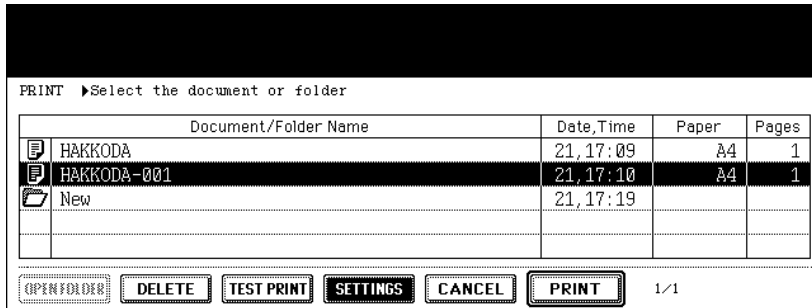 PRINT ▶Select the document or folder
Document/Folder Name Date,Time Paper Pages
HAKKODA 21,17:09 A4 1
HAKKODA-001 21,17:10 A4 1
New 21,17:19
OPEN FOLDER DELETE TEST PRINT SETTINGS CANCEL PRINT 1/1